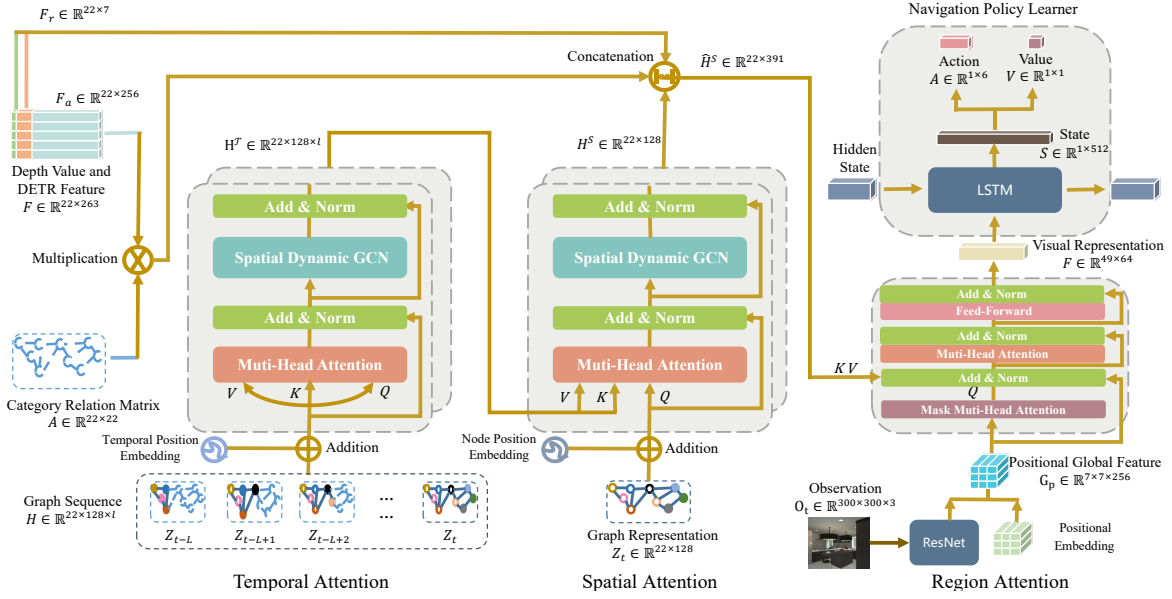 F_r ∈ ℝ^{22×7}
F_a ∈ ℝ^{22×256}
Depth Value and
DETR Feature
F ∈ ℝ^{22×263}
Multiplication
Category Relation Matrix
A ∈ ℝ^{22×22}
Graph Sequence
H ∈ ℝ^{22×128×l}
H^T ∈ ℝ^{22×128×l}
Add & Norm
Spatial Dynamic GCN
Add & Norm
Muti-Head Attention
V
K
Q
Temporal Position
Embedding
Addition
...
...
Z_{t-L}
Z_{t-L+1}
Z_{t-L+2}
Z_t
Temporal Attention
Concatenation
Ĥ^S ∈ ℝ^{22×391}
H^S ∈ ℝ^{22×128}
Add & Norm
Spatial Dynamic GCN
Add & Norm
Muti-Head Attention
V
K
Q
Node Position
Embedding
Addition
Graph Representation
Z_t ∈ ℝ^{22×128}
Spatial Attention
Navigation Policy Learner
Action
A ∈ ℝ^{1×6}
Value
V ∈ ℝ^{1×1}
State
S ∈ ℝ^{1×512}
Hidden
State
LSTM
Visual Representation
F ∈ ℝ^{49×64}
Add & Norm
Feed-Forward
Add & Norm
Muti-Head Attention
K V
Add & Norm
Q
Mask Muti-Head Attention
Positional Global Feature
G_p ∈ ℝ^{7×7×256}
Observation
O_t ∈ ℝ^{300×300×3}
ResNet
Positional
Embedding
Region Attention